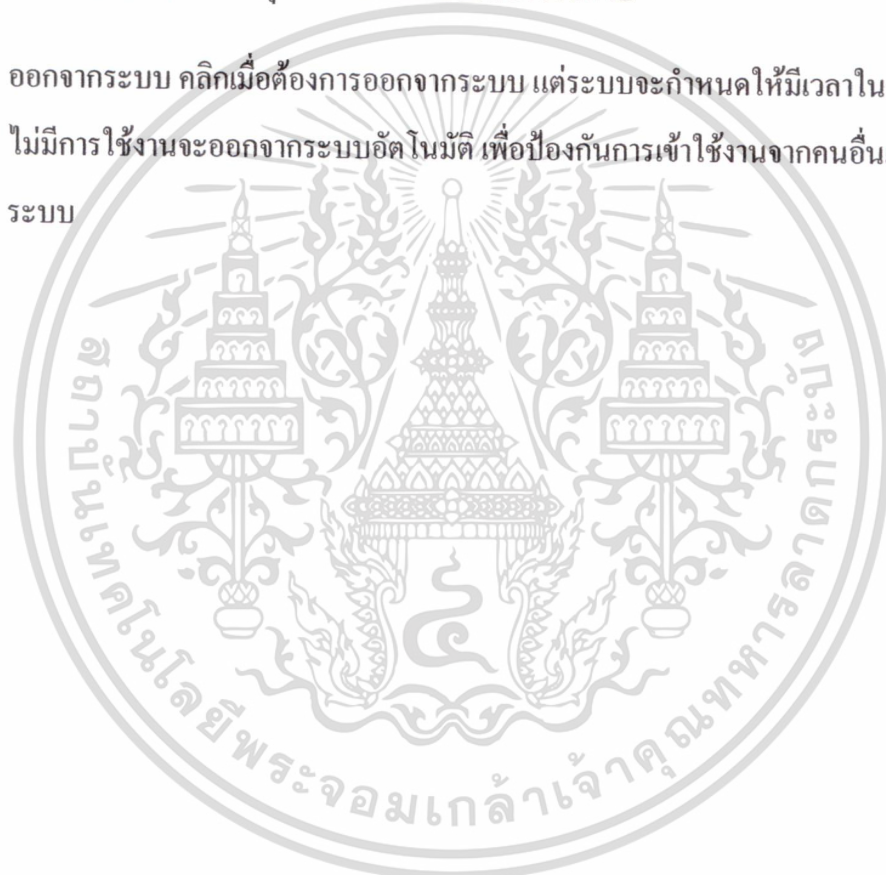 ออกจากระบบ คลิกเมื่อต้องการออกจากระบบ แต่ระบบจะกำหนดให้มีเวลาใน
ไม่มีการใช้งานจะออกจากระบบอัตโนมัติ เพื่อป้องกันการเข้าใช้งานจากคนอื่น
ระบบ
สถาบันเทคโนโลยีพระจอมเกล้าเจ้าคุณทหารลาดกระบัง
๔